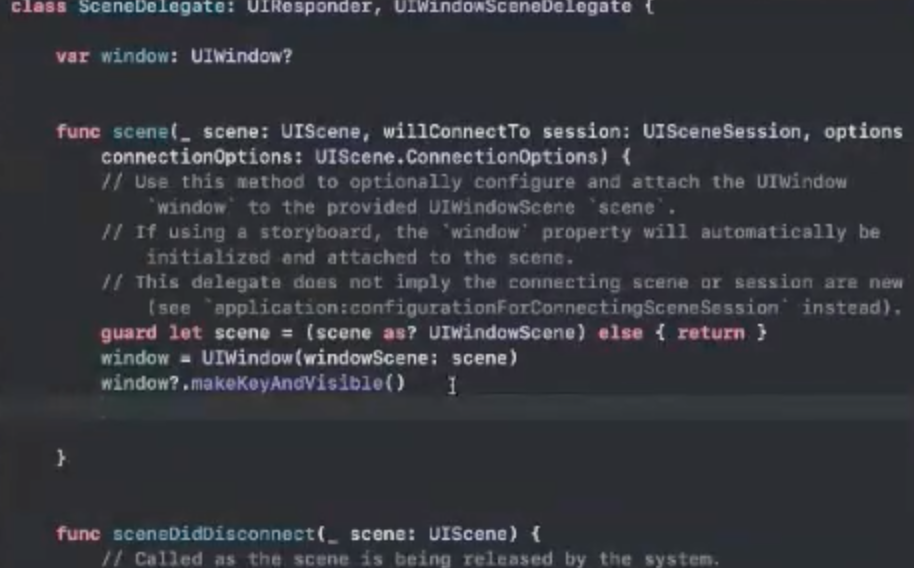 class SceneDelegate: UIResponder, UIWindowSceneDelegate {
var window: UIWindow?
func scene(_ scene: UIScene, willConnectTo session: UISceneSession, options
connectionOptions: UIScene.ConnectionOptions) {
// Use this method to optionally configure and attach the UIWindow
`window` to the provided UIWindowScene `scene`.
// If using a storyboard, the `window` property will automatically be
initialized and attached to the scene.
// This delegate does not imply the connecting scene or session are new
(see `application:configurationForConnectingSceneSession` instead).
guard let scene = (scene as? UIWindowScene) else { return }
window = UIWindow(windowScene: scene)
window?.makeKeyAndVisible()
}
func sceneDidDisconnect(_ scene: UIScene) {
// Called as the scene is being released by the system.